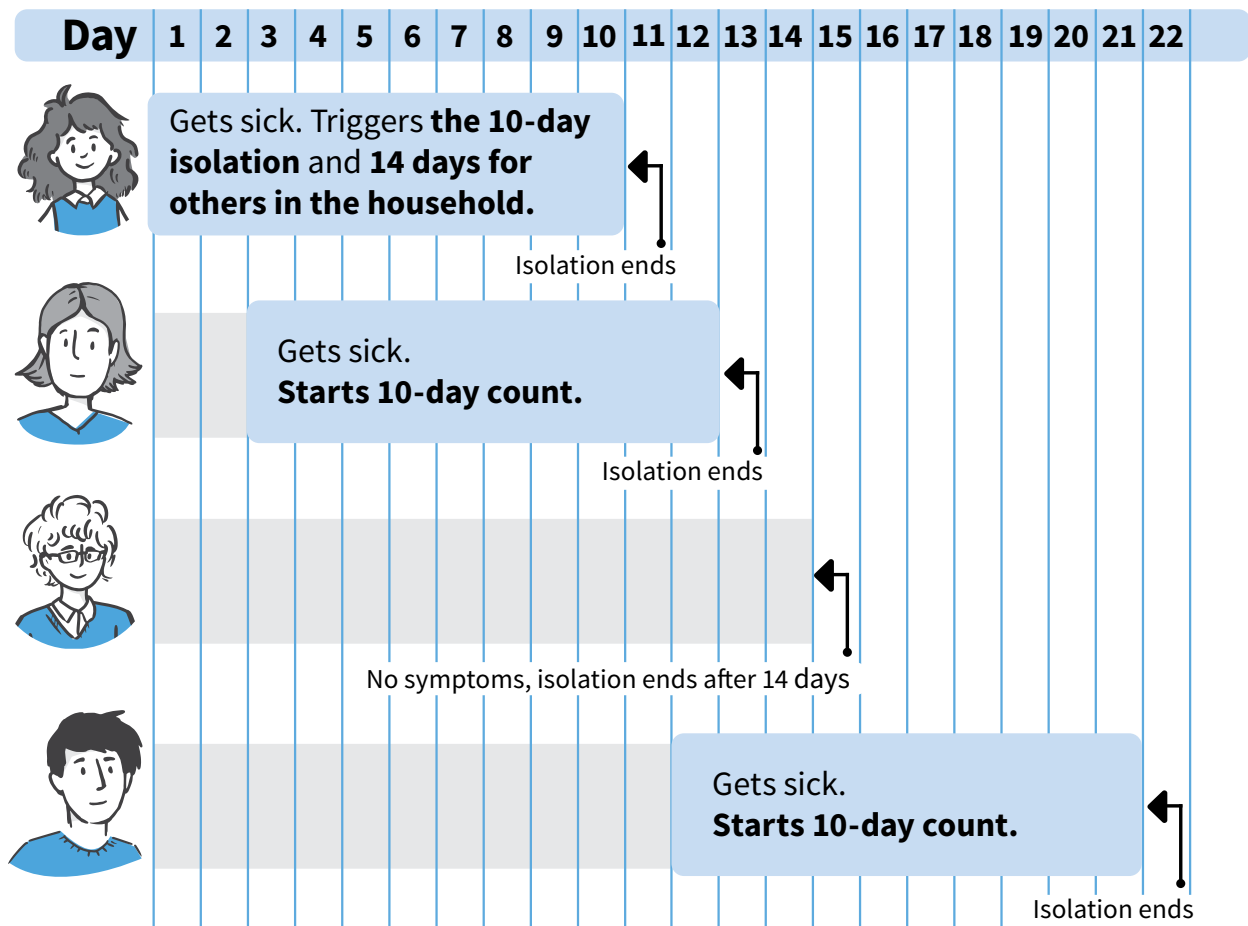 Day 1 2 3 4 5 6 7 8 9 10 11 12 13 14 15 16 17 18 19 20 21 22
Gets sick. Triggers the 10-day
isolation and 14 days for
others in the household.
Isolation ends
Gets sick.
Starts 10-day count.
Isolation ends
No symptoms, isolation ends after 14 days
Gets sick.
Starts 10-day count.
Isolation ends